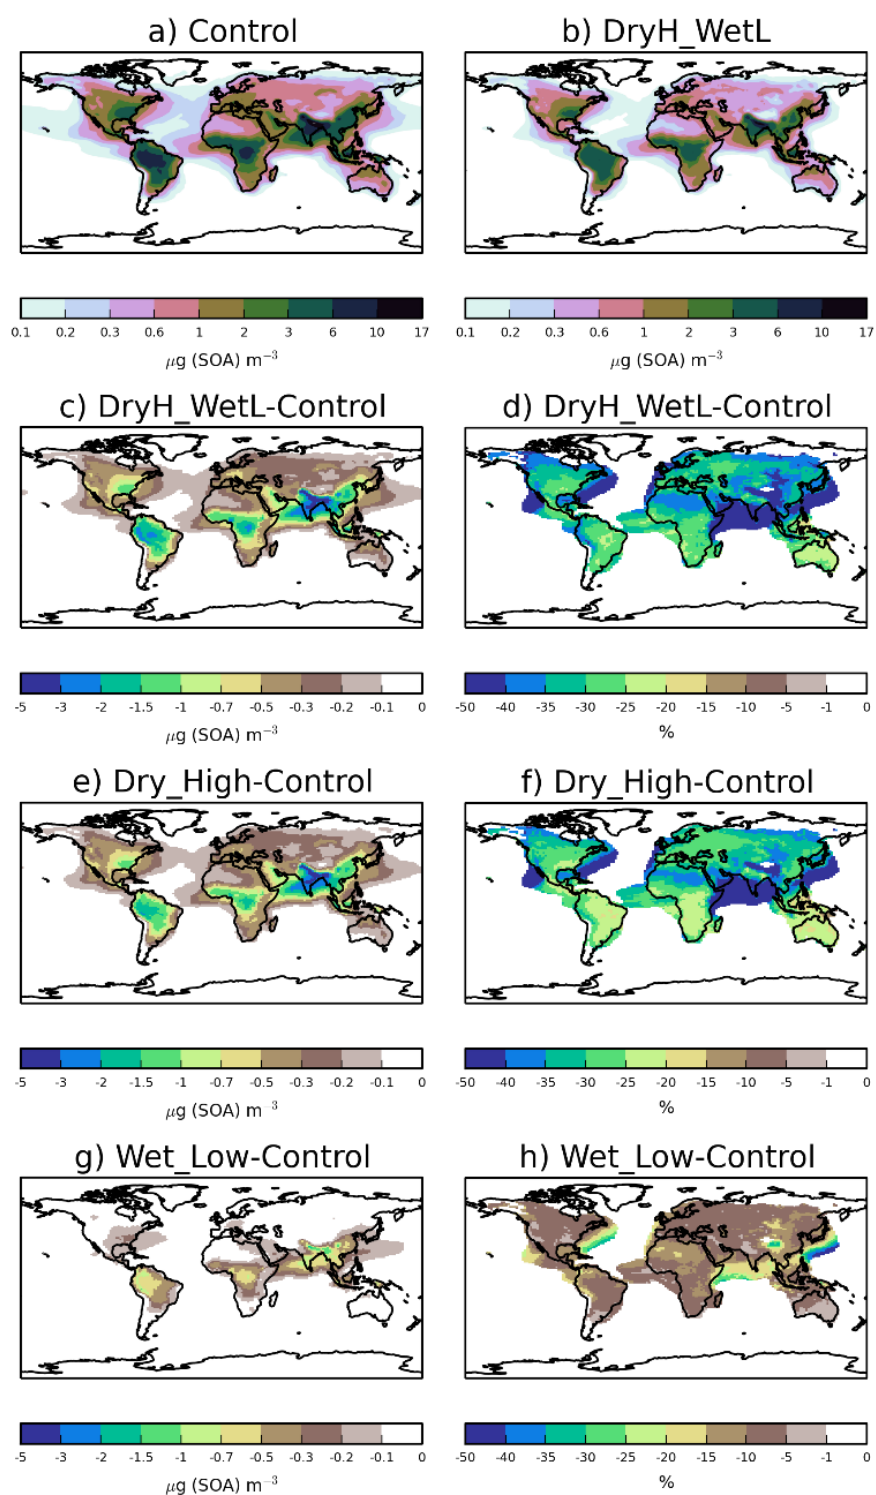 a) Control
b) DryH_WetL
0.1 0.2 0.3 0.6 1 2 3 6 10 17
0.1 0.2 0.3 0.6 1 2 3 6 10 17
μg (SOA) m⁻³
μg (SOA) m⁻³
c) DryH_WetL-Control
d) DryH_WetL-Control
-5 -3 -2 -1.5 -1 -0.7 -0.5 -0.3 -0.2 -0.1 0
-50 -40 -35 -30 -25 -20 -15 -10 -5 -1 0
μg (SOA) m⁻³
%
e) Dry_High-Control
f) Dry_High-Control
-5 -3 -2 -1.5 -1 -0.7 -0.5 -0.3 -0.2 -0.1 0
-50 -40 -35 -30 -25 -20 -15 -10 -5 -1 0
μg (SOA) m⁻³
%
g) Wet_Low-Control
h) Wet_Low-Control
-5 -3 -2 -1.5 -1 -0.7 -0.5 -0.3 -0.2 -0.1 0
-50 -40 -35 -30 -25 -20 -15 -10 -5 -1 0
μg (SOA) m⁻³
%